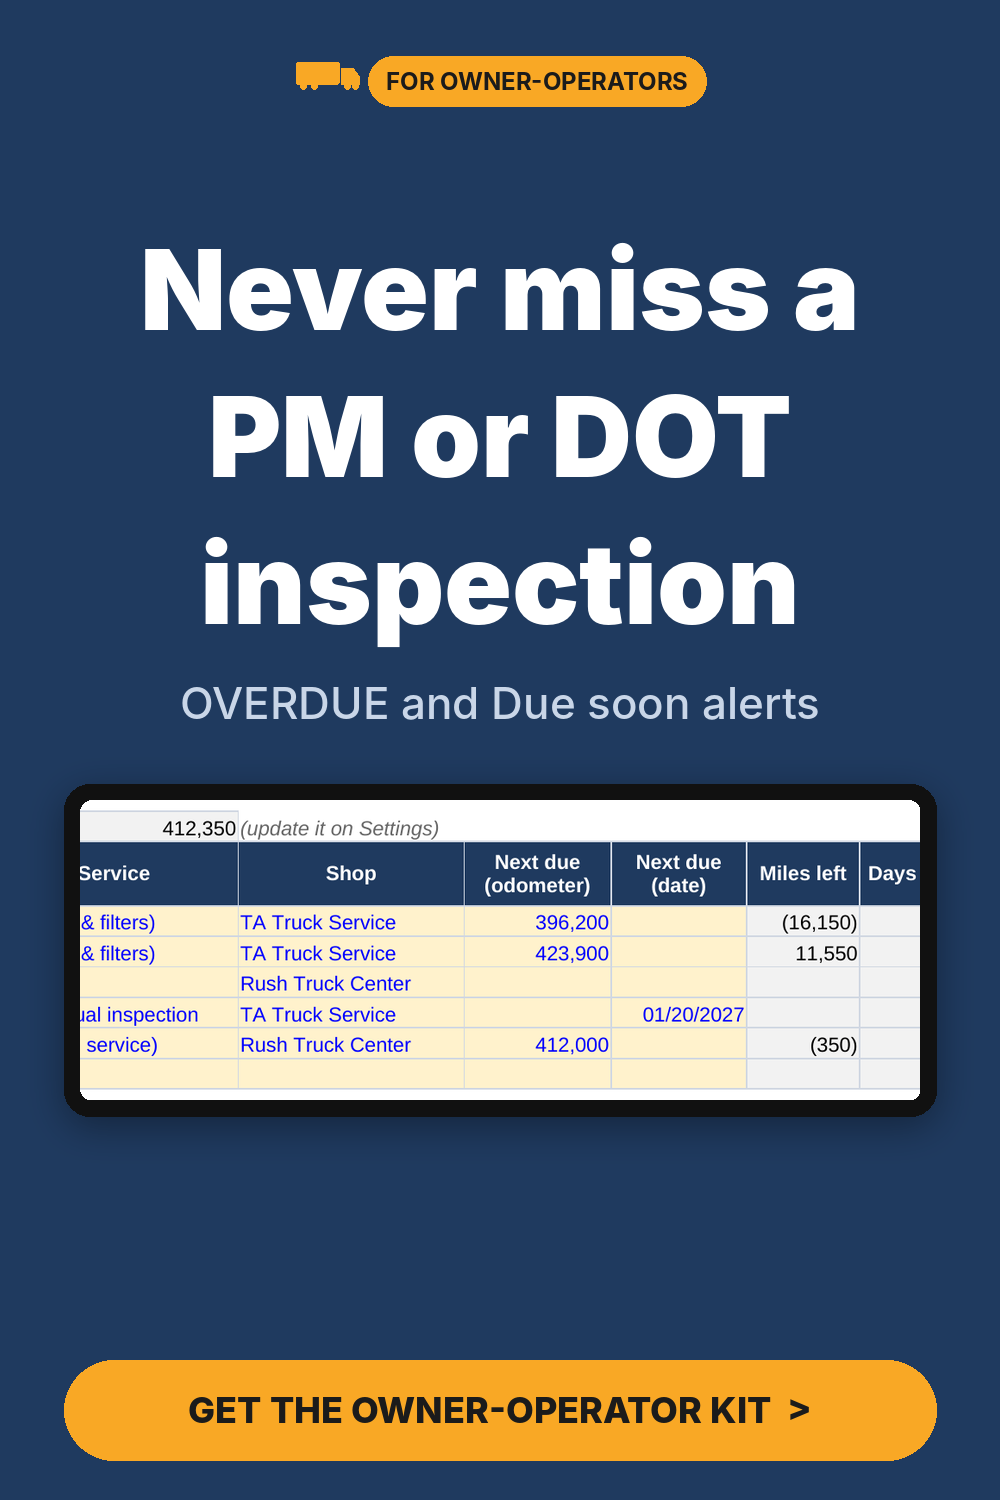 FOR OWNER-OPERATORS
Never miss a
PM or DOT
inspection
OVERDUE and Due soon alerts
412,350 (update it on Settings)
Service Shop Next due (odometer) Next due (date) Miles left Days
& filters) TA Truck Service 396,200 (16,150)
& filters) TA Truck Service 423,900 11,550
Rush Truck Center
ual inspection TA Truck Service 01/20/2027
service) Rush Truck Center 412,000 (350)
GET THE OWNER-OPERATOR KIT >